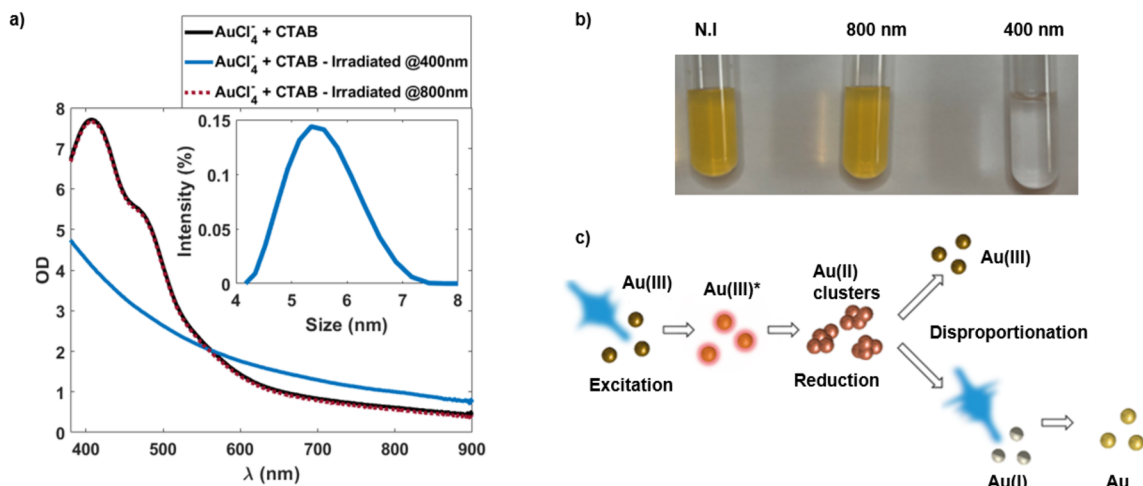 a)
AuCl₄⁻ + CTAB
AuCl₄⁻ + CTAB - Irradiated @400nm
AuCl₄⁻ + CTAB - Irradiated @800nm
8
7
6
5
4
3
2
1
0
OD
400
500
600
700
800
900
λ (nm)
0.15
0.1
0.05
0
Intensity (%)
4
5
6
7
8
Size (nm)
b)
N.I
800 nm
400 nm
c)
Au(III)
Excitation
Au(III)*
Au(II)
clusters
Reduction
Au(III)
Disproportionation
Au(I)
Au